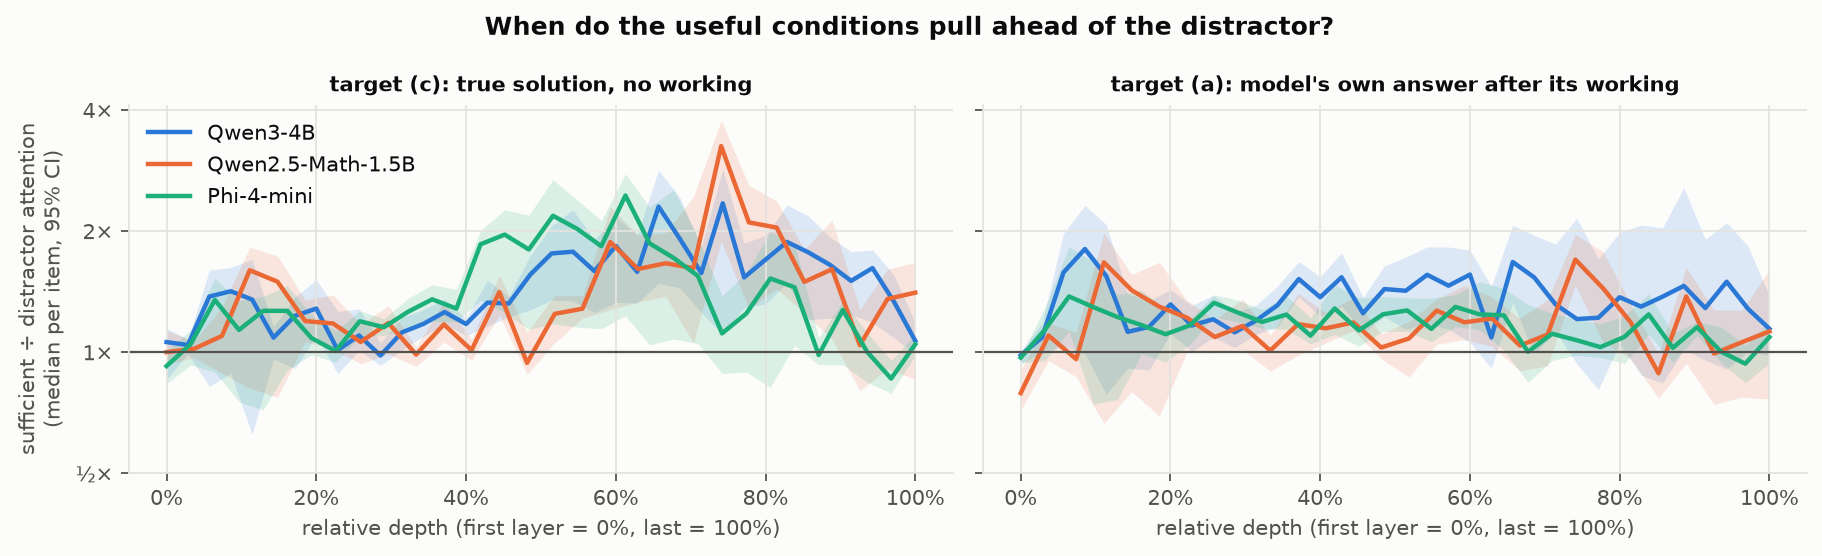 When do the useful conditions pull ahead of the distractor?
target (c): true solution, no working
target (a): model's own answer after its working
sufficient ÷ distractor attention
(median per item, 95% CI)
4×
2×
1×
½×
Qwen3-4B
Qwen2.5-Math-1.5B
Phi-4-mini
0% 20% 40% 60% 80% 100%
0% 20% 40% 60% 80% 100%
relative depth (first layer = 0%, last = 100%)
relative depth (first layer = 0%, last = 100%)